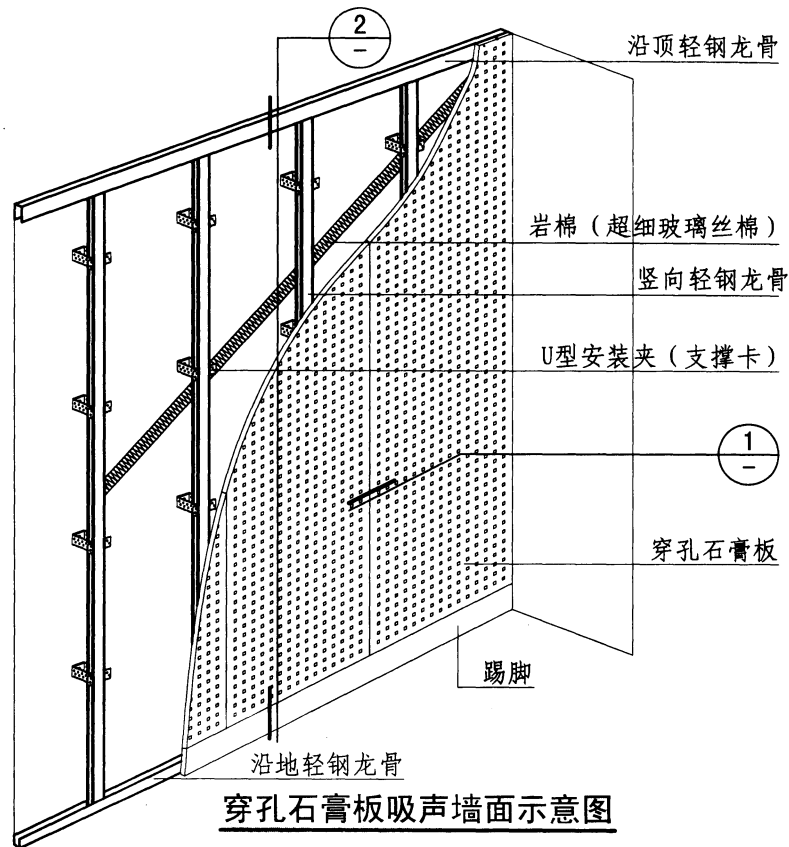 2
–
沿顶轻钢龙骨
岩棉（超细玻璃丝棉）
竖向轻钢龙骨
U型安装夹（支撑卡）
1
–
穿孔石膏板
踢脚
沿地轻钢龙骨
穿孔石膏板吸声墙面示意图